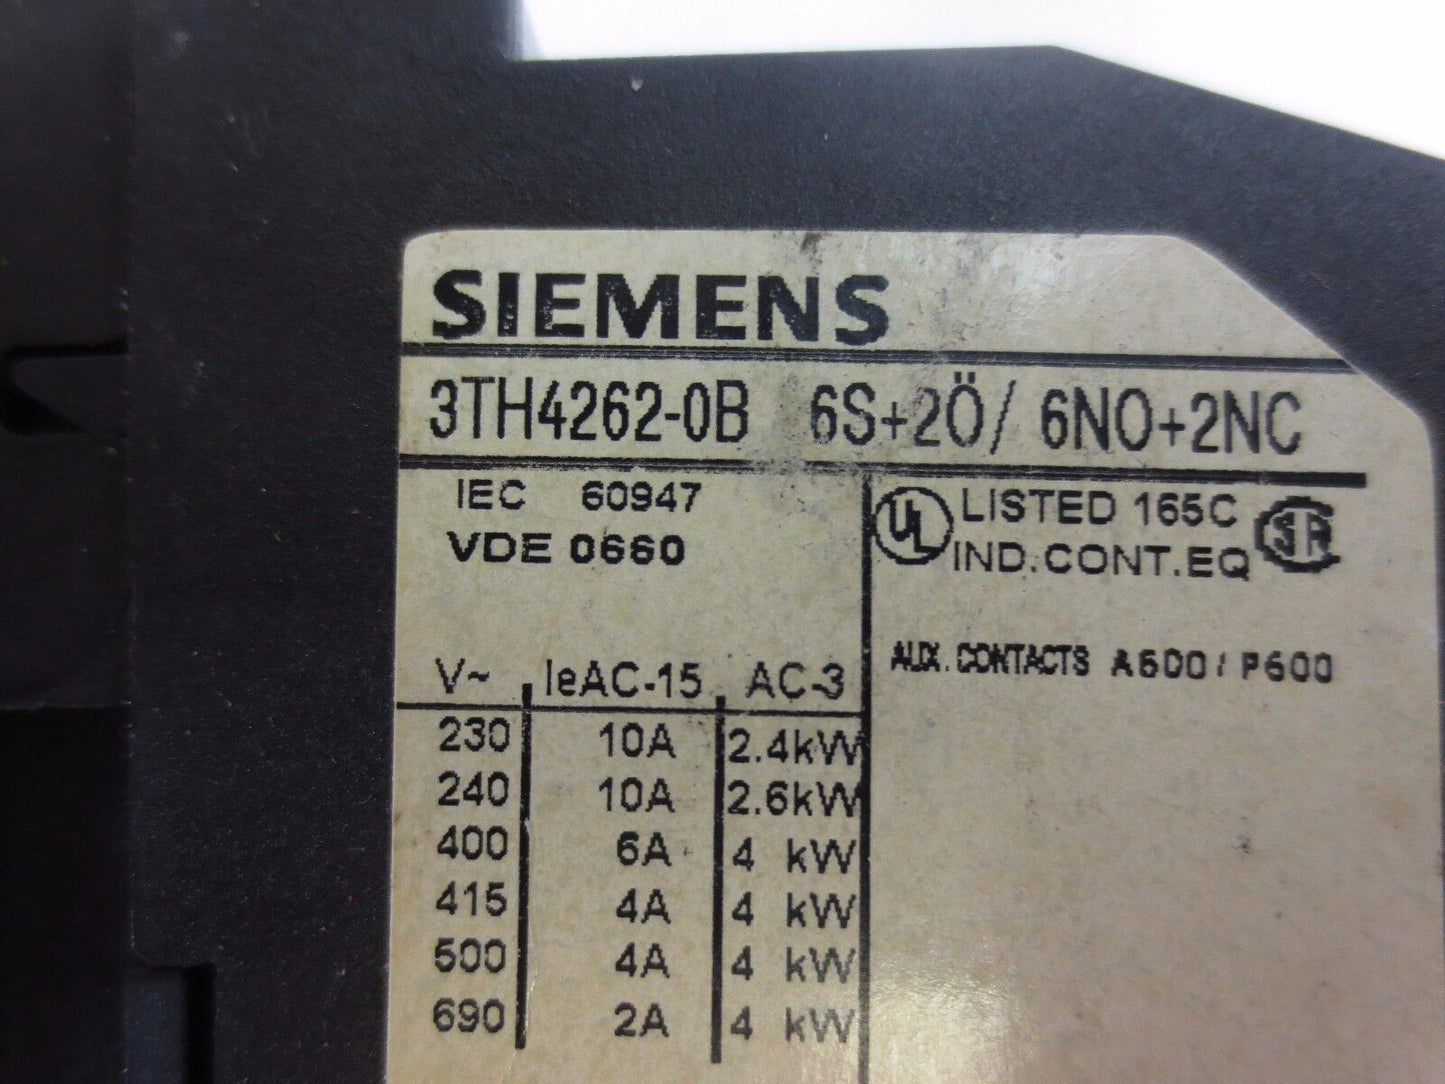 SIEMENS
3TH4262-0B 6S+2Ö/ 6NO+2NC
IEC 60947
VDE 0660
UL LISTED 165C
IND.CONT.EQ
SA
AUX. CONTACTS A600/P600
V~ IeAC-15 AC-3
230 10A 2.4kW
240 10A 2.6kW
400 6A 4 kW
415 4A 4 kW
500 4A 4 kW
690 2A 4 kW